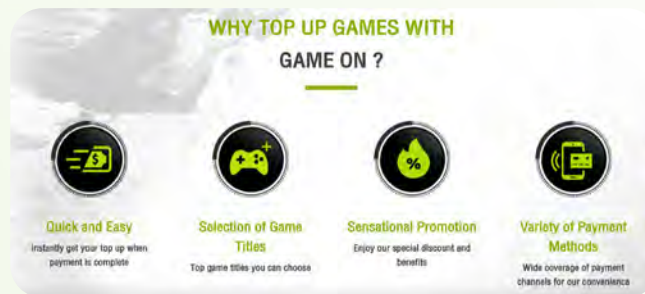 WHY TOP UP GAMES WITH
GAME ON ?
$
%
Quick and Easy
Instantly get your top up when
payment is complete
Selection of Game
Titles
Top game titles you can choose
Sensational Promotion
Enjoy our special discount and
benefits
Variety of Payment
Methods
Wide coverage of payment
channels for our convenience